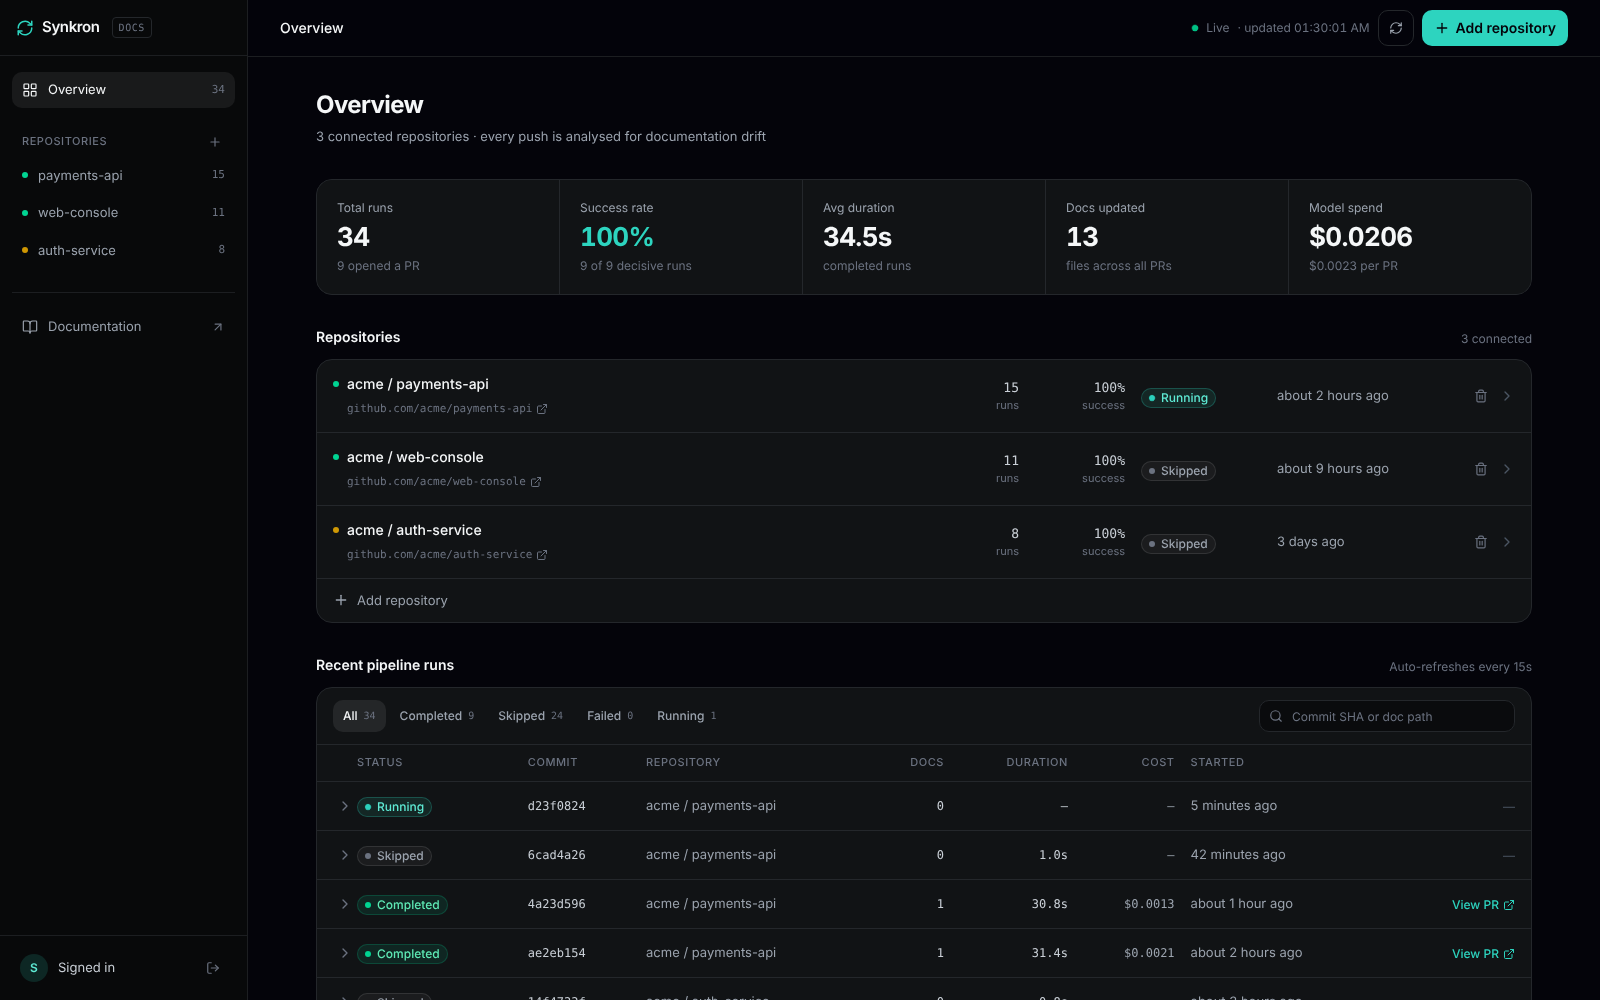 Synkron DOCS
Overview 34
REPOSITORIES
payments-api 15
web-console 11
auth-service 8
Documentation
S Signed in
Overview
Live · updated 01:30:01 AM
Add repository
Overview
3 connected repositories · every push is analysed for documentation drift
Total runs
34
9 opened a PR
Success rate
100%
9 of 9 decisive runs
Avg duration
34.5s
completed runs
Docs updated
13
files across all PRs
Model spend
$0.0206
$0.0023 per PR
Repositories 3 connected
acme / payments-api
github.com/acme/payments-api
15 runs
100% success
Running
about 2 hours ago
acme / web-console
github.com/acme/web-console
11 runs
100% success
Skipped
about 9 hours ago
acme / auth-service
github.com/acme/auth-service
8 runs
100% success
Skipped
3 days ago
Add repository
Recent pipeline runs Auto-refreshes every 15s
All 34 Completed 9 Skipped 24 Failed 0 Running 1
Commit SHA or doc path
STATUS COMMIT REPOSITORY DOCS DURATION COST STARTED
Running d23f0824 acme / payments-api 0 — — 5 minutes ago —
Skipped 6cad4a26 acme / payments-api 0 1.0s — 42 minutes ago —
Completed 4a23d596 acme / payments-api 1 30.8s $0.0013 about 1 hour ago View PR
Completed ae2eb154 acme / payments-api 1 31.4s $0.0021 about 2 hours ago View PR